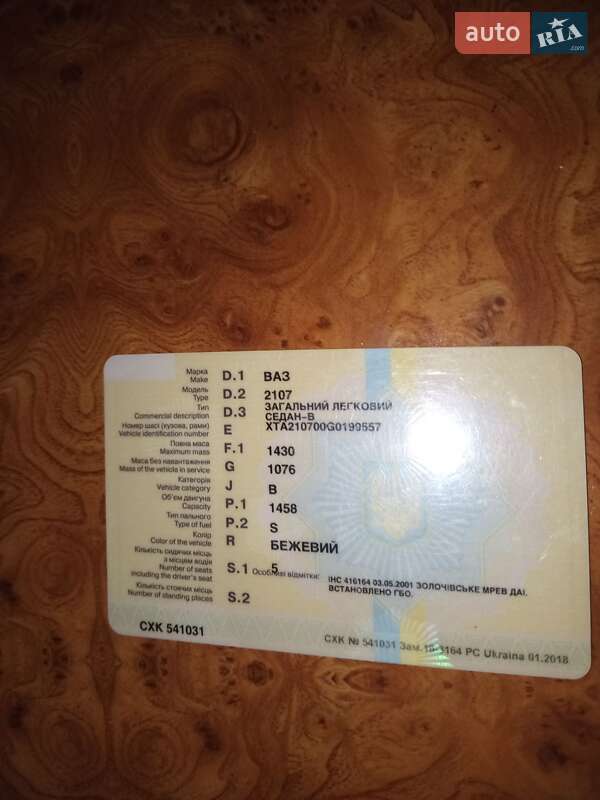 auto RIA .com
Марка D.1 ВАЗ
Make
Модель D.2 2107
Type
Тип D.3 ЗАГАЛЬНИЙ ЛЕГКОВИЙ
Commercial description СЕДАН-В
Номер шасі (кузова, рами) E XTA210700G0199557
Vehicle identification number
Повна маса F.1 1430
Maximum mass
Маса без навантаження G 1076
Mass of the vehicle in service
Категорія J B
Vehicle category
Об'єм двигуна P.1 1458
Capacity
Тип пального P.2 S
Type of fuel
Колір R БЕЖЕВИЙ
Color of the vehicle
Кількість сидячих місць
з місцем водія S.1 5
Number of seats
including the driver's seat
Особливі відмітки: ІНС 416164 03.05.2001 ЗОЛОЧІВСЬКЕ МРЕВ ДАІ.
ВСТАНОВЛЕНО ГБО.
Кількість стоячих місць S.2
Number of standing places
СХК 541031
СХК № 541031 Зам.18-3164 РС Ukraina 01.2018